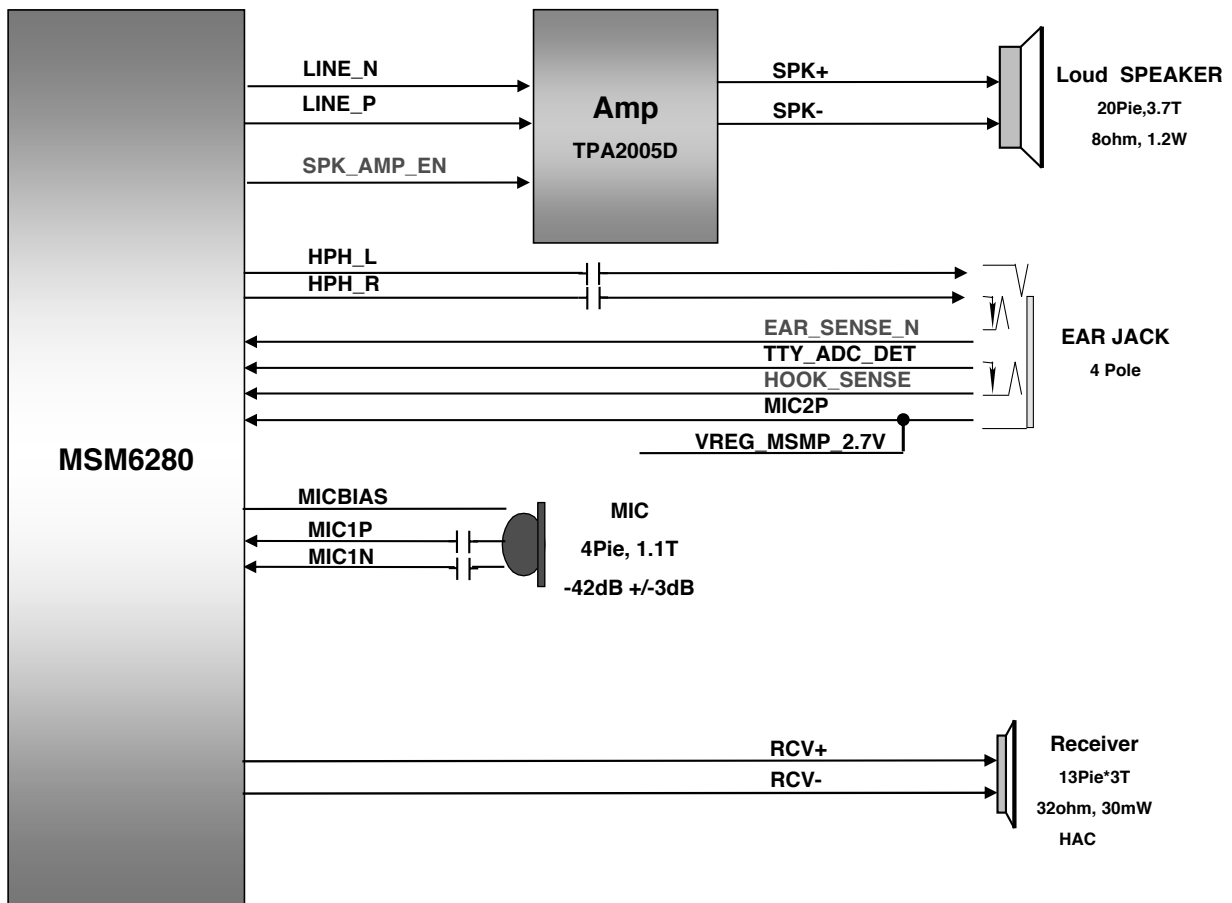 MSM6280
LINE_N
LINE_P
SPK_AMP_EN
Amp
TPA2005D
SPK+
SPK-
Loud SPEAKER
20Pie,3.7T
8ohm, 1.2W
HPH_L
HPH_R
EAR_SENSE_N
TTY_ADC_DET
HOOK_SENSE
MIC2P
VREG_MSMP_2.7V
EAR JACK
4 Pole
MICBIAS
MIC1P
MIC1N
MIC
4Pie, 1.1T
-42dB +/-3dB
RCV+
RCV-
Receiver
13Pie*3T
32ohm, 30mW
HAC